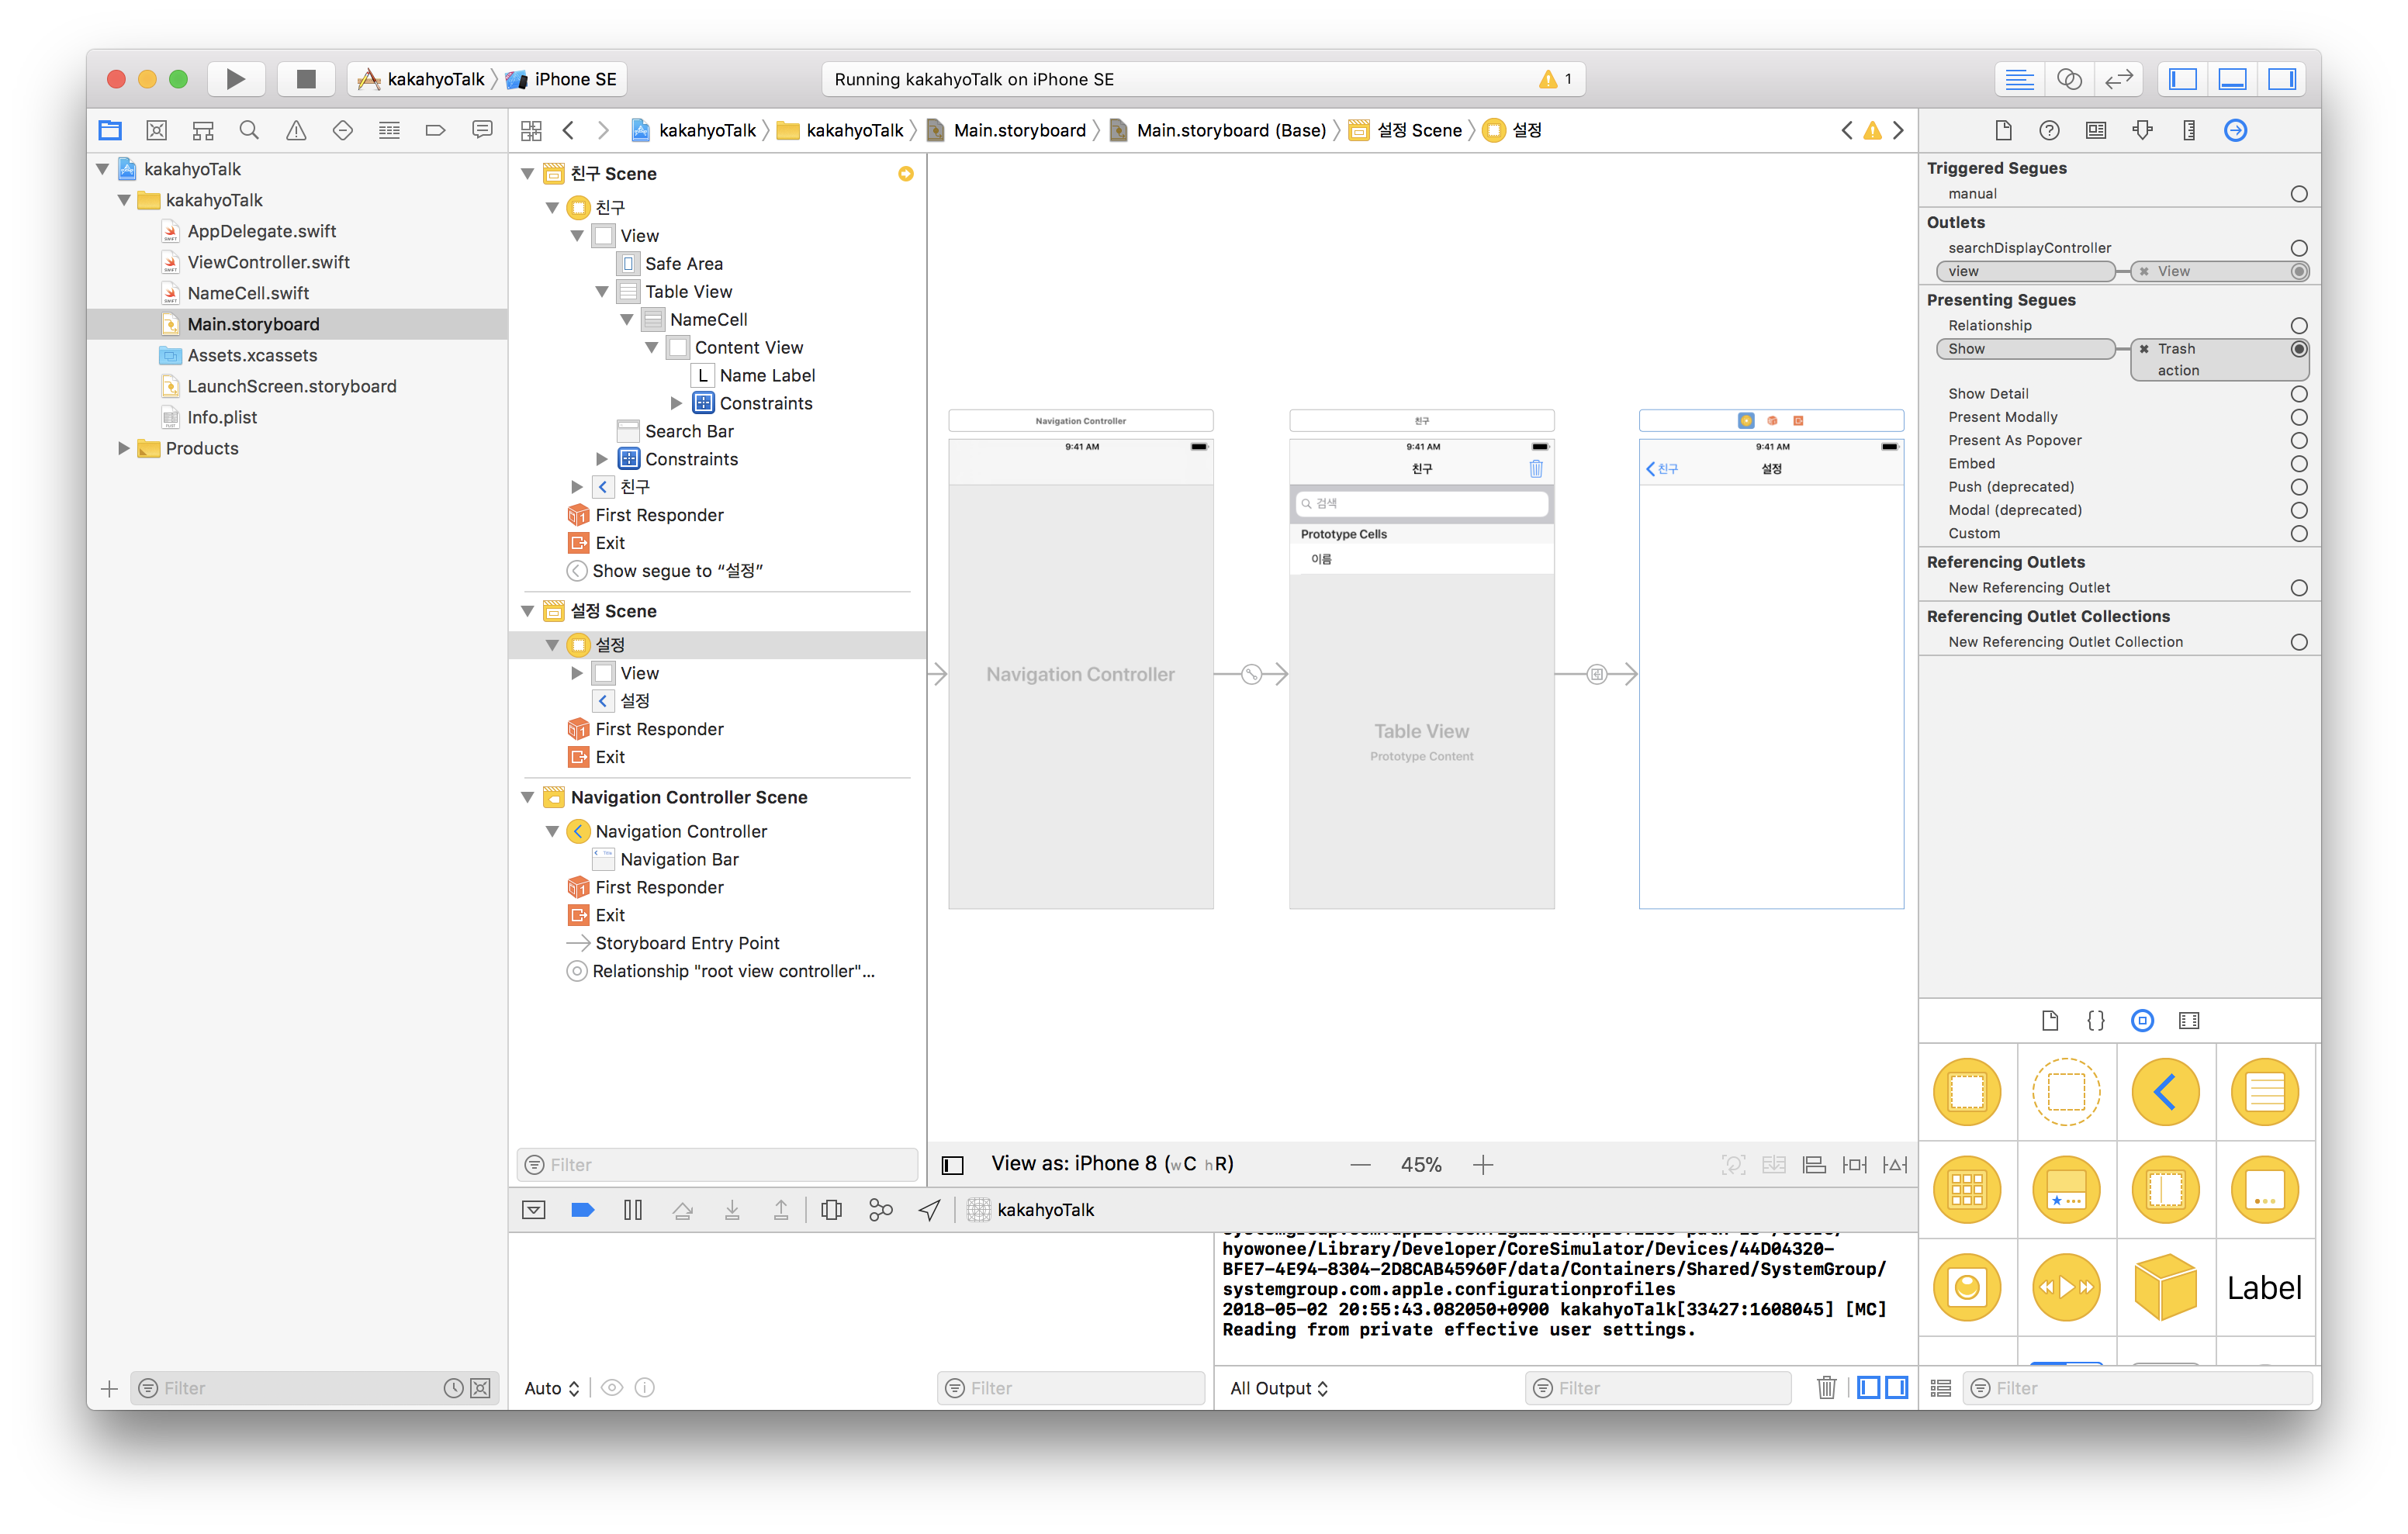 kakahyoTalk
iPhone SE
Running kakahyoTalk on iPhone SE
1
kakahyoTalk
kakahyoTalk
Main.storyboard
Main.storyboard (Base)
설정 Scene
설정
kakahyoTalk
kakahyoTalk
AppDelegate.swift
ViewController.swift
NameCell.swift
Main.storyboard
Assets.xcassets
LaunchScreen.storyboard
Info.plist
Products
Filter
친구 Scene
친구
View
Safe Area
Table View
NameCell
Content View
L Name Label
Constraints
Search Bar
Constraints
친구
First Responder
Exit
Show segue to “설정”
설정 Scene
설정
View
설정
First Responder
Exit
Navigation Controller Scene
Navigation Controller
Navigation Bar
First Responder
Exit
Storyboard Entry Point
Relationship "root view controller"...
Filter
Navigation Controller
9:41 AM
Navigation Controller
친구
9:41 AM
친구
검색
Prototype Cells
이름
Table View
Prototype Content
9:41 AM
친구
설정
View as: iPhone 8 (wC hR)
45%
kakahyoTalk
hyowonee/Library/Developer/CoreSimulator/Devices/44D04320-
BFE7-4E94-8304-2D8CAB45960F/data/Containers/Shared/SystemGroup/
systemgroup.com.apple.configurationprofiles
2018-05-02 20:55:43.082050+0900 kakahyoTalk[33427:1608045] [MC]
Reading from private effective user settings.
Auto
Filter
All Output
Filter
Triggered Segues
manual
Outlets
searchDisplayController
view
View
Presenting Segues
Relationship
Show
Trash
action
Show Detail
Present Modally
Present As Popover
Embed
Push (deprecated)
Modal (deprecated)
Custom
Referencing Outlets
New Referencing Outlet
Referencing Outlet Collections
New Referencing Outlet Collection
{}
Label
Filter